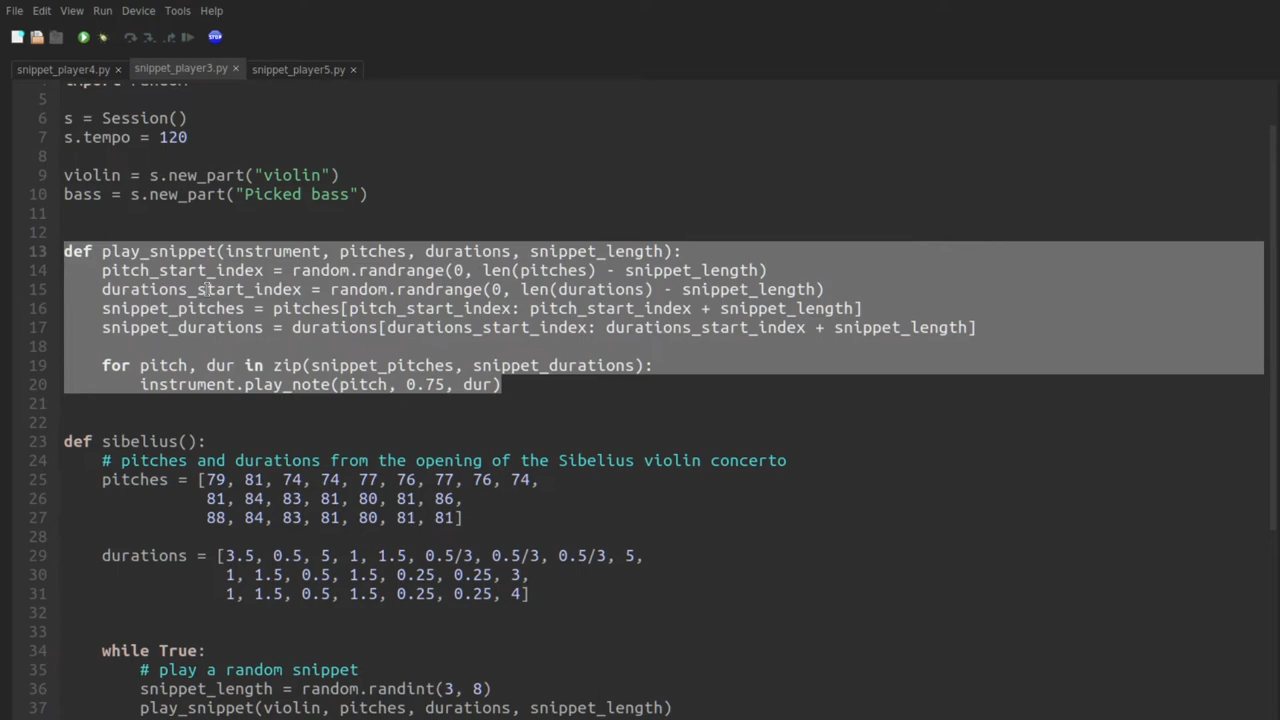 File Edit View Run Device Tools Help
STOP
snippet_player4.py × snippet_player3.py × snippet_player5.py ×
4 import random
5
6 s = Session()
7 s.tempo = 120
8
9 violin = s.new_part("violin")
10 bass = s.new_part("Picked bass")
11
12
13 def play_snippet(instrument, pitches, durations, snippet_length):
14 pitch_start_index = random.randrange(0, len(pitches) - snippet_length)
15 durations_start_index = random.randrange(0, len(durations) - snippet_length)
16 snippet_pitches = pitches[pitch_start_index: pitch_start_index + snippet_length]
17 snippet_durations = durations[durations_start_index: durations_start_index + snippet_length]
18
19 for pitch, dur in zip(snippet_pitches, snippet_durations):
20 instrument.play_note(pitch, 0.75, dur)
21
22
23 def sibelius():
24 # pitches and durations from the opening of the Sibelius violin concerto
25 pitches = [79, 81, 74, 74, 77, 76, 77, 76, 74,
26 81, 84, 83, 81, 80, 81, 86,
27 88, 84, 83, 81, 80, 81, 81]
28
29 durations = [3.5, 0.5, 5, 1, 1.5, 0.5/3, 0.5/3, 0.5/3, 5,
30 1, 1.5, 0.5, 1.5, 0.25, 0.25, 3,
31 1, 1.5, 0.5, 1.5, 0.25, 0.25, 4]
32
33
34 while True:
35 # play a random snippet
36 snippet_length = random.randint(3, 8)
37 play_snippet(violin, pitches, durations, snippet_length)